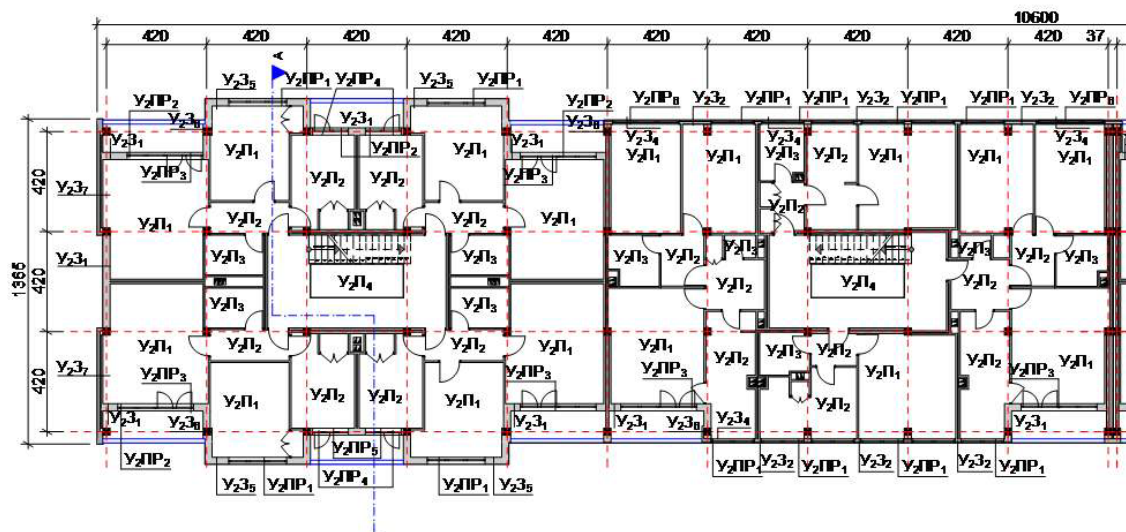 10600
420 420 420 420 420 420 420 420 420 420 37
A
У₂З₅ У₂ПР₁ У₂ПР₄ У₂З₅ У₂ПР₁
У₂ПР₂ У₂ПР₂ У₂ПР₈ У₂З₂ У₂ПР₁ У₂ПР₁ У₂З₂ У₂ПР₁ У₂ПР₁ У₂З₂ У₂ПР₈
У₂З₈ У₂З₁ У₂З₈
У₂З₁ У₂З₁ У₂З₄ У₂З₄ У₂З₄
У₂ПР₂
У₂П₁ У₂П₁ У₂П₁ У₂П₁ У₂П₃ У₂П₂ У₂П₁ У₂П₁ У₂П₁
У₂ПР₃ У₂ПР₃
У₂П₂ У₂П₂
420
У₂З₇
У₂П₂
У₂П₁ У₂П₂ У₂П₂ У₂П₁
У₂П₃ У₂П₃ У₂П₃ У₂П₂ У₂П₃ У₂П₃ У₂П₂ У₂П₃
У₂З₁
1365
420
У₂П₄ У₂П₂ У₂П₄ У₂П₂
У₂П₃ У₂П₃
У₂П₁ У₂П₂ У₂П₂ У₂П₁ У₂П₁ У₂П₂ У₂П₃ У₂П₂ У₂П₁ У₂П₂ У₂П₁
У₂З₇
420
У₂ПР₃ У₂ПР₃ У₂ПР₃ У₂ПР₃
У₂П₁ У₂П₂ У₂П₂ У₂П₁ У₂П₂
У₂З₁ У₂З₈ У₂З₁ У₂З₁ У₂З₈ У₂З₄ У₂З₁
У₂ПР₂ У₂ПР₅ У₂ПР₁ У₂З₂ У₂ПР₁ У₂З₂ У₂ПР₁ У₂З₂ У₂ПР₁
У₂З₅ У₂ПР₁ У₂ПР₄ У₂ПР₁ У₂З₅